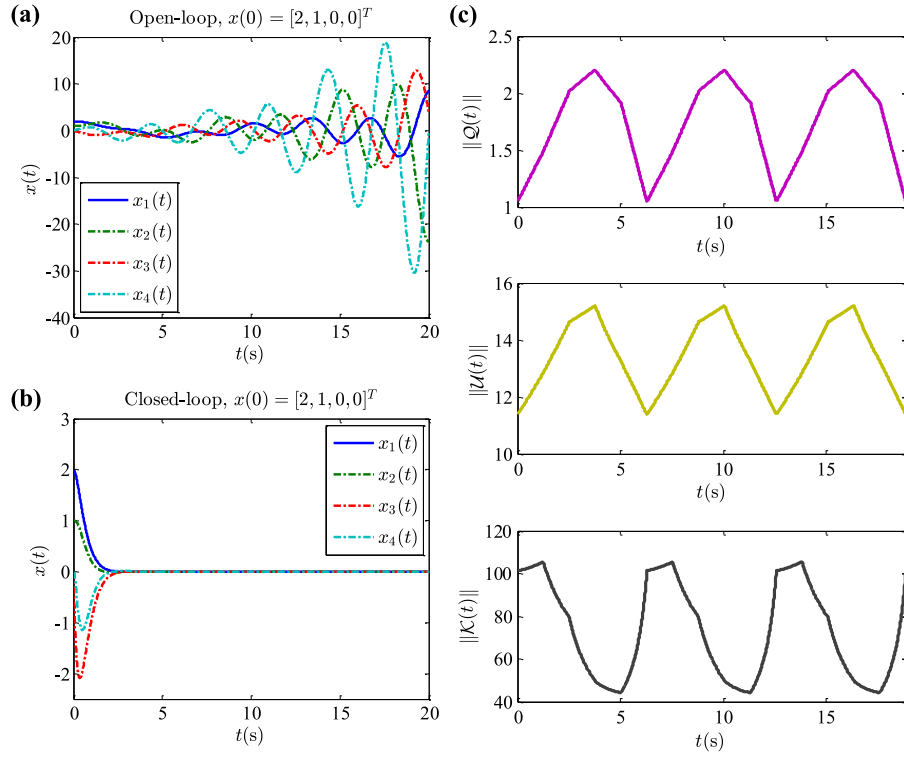 (a)
Open-loop, x(0) = [2, 1, 0, 0]^T
20
10
0
-10
-20
-30
-40
x(t)
x_1(t)
x_2(t)
x_3(t)
x_4(t)
0 5 10 15 20
t(s)
(b)
Closed-loop, x(0) = [2, 1, 0, 0]^T
3
2
1
0
-1
-2
x(t)
x_1(t)
x_2(t)
x_3(t)
x_4(t)
0 5 10 15 20
t(s)
(c)
2.5
2
1.5
1
||Q(t)||
0 5 10 15
t(s)
16
14
12
10
||U(t)||
0 5 10 15
t(s)
120
100
80
60
40
||K(t)||
0 5 10 15
t(s)